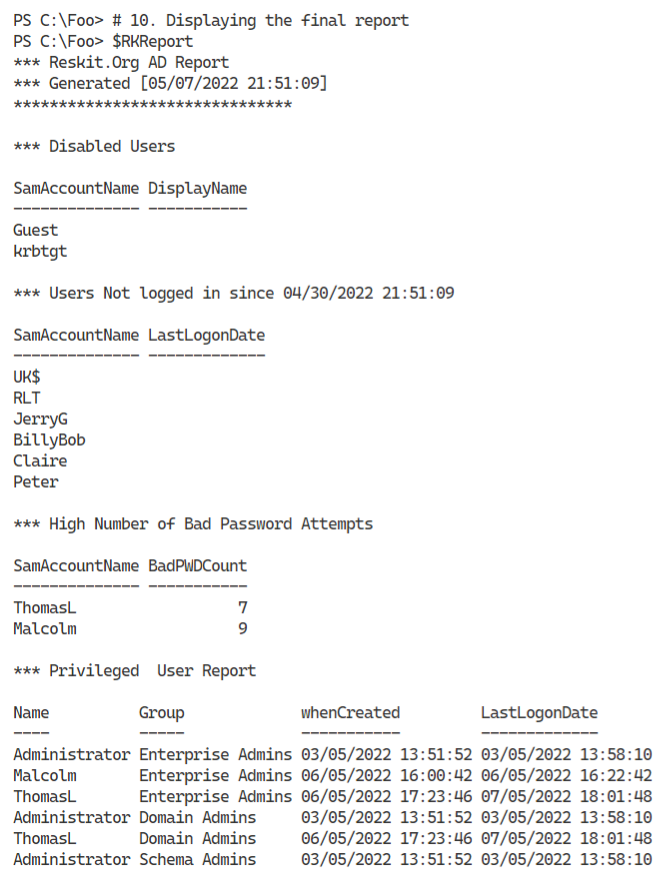 PS C:\Foo> # 10. Displaying the final report
PS C:\Foo> $RKReport
*** Reskit.Org AD Report
*** Generated [05/07/2022 21:51:09]
*******************************
*** Disabled Users
SamAccountName DisplayName
-------------- -----------
Guest
krbtgt
*** Users Not logged in since 04/30/2022 21:51:09
SamAccountName LastLogonDate
-------------- -------------
UK$
RLT
JerryG
BillyBob
Claire
Peter
*** High Number of Bad Password Attempts
SamAccountName BadPWDCount
-------------- -----------
ThomasL                  7
Malcolm                  9
*** Privileged  User Report
Name          Group             whenCreated         LastLogonDate
----          -----             -----------         -------------
Administrator Enterprise Admins 03/05/2022 13:51:52 03/05/2022 13:58:10
Malcolm       Enterprise Admins 06/05/2022 16:00:42 06/05/2022 16:22:42
ThomasL       Enterprise Admins 06/05/2022 17:23:46 07/05/2022 18:01:48
Administrator Domain Admins     03/05/2022 13:51:52 03/05/2022 13:58:10
ThomasL       Domain Admins     06/05/2022 17:23:46 07/05/2022 18:01:48
Administrator Schema Admins     03/05/2022 13:51:52 03/05/2022 13:58:10